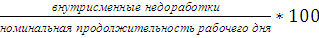 внутрисменные недоработки
номинальная продолжительность рабочего дня
* 100